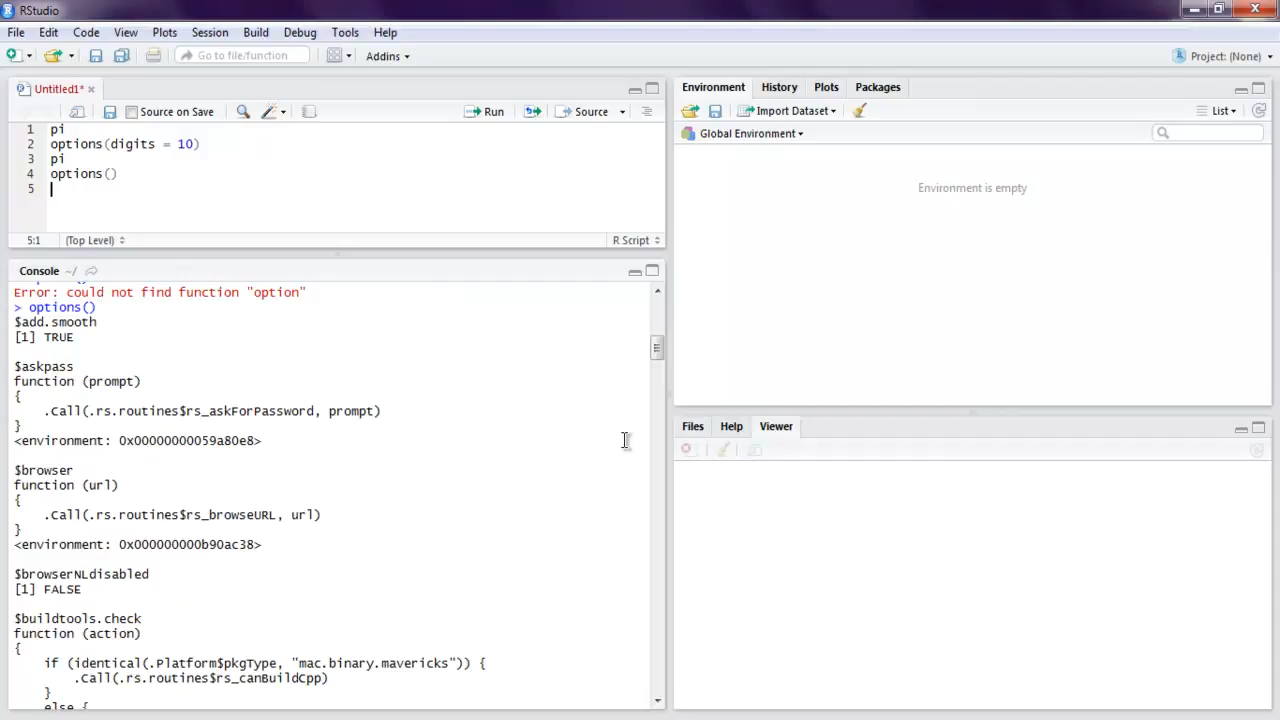 RStudio
File Edit Code View Plots Session Build Debug Tools Help
Go to file/function Addins Project: (None)
Untitled1*
Source on Save Run Source
1 pi
2 options(digits = 10)
3 pi
4 options()
5
5:1 (Top Level) R Script
Console ~/
Error: could not find function "option"
> options()
$add.smooth
[1] TRUE
$askpass
function (prompt)
{
.Call(.rs.routines$rs_askForPassword, prompt)
}
<environment: 0x00000000059a80e8>
$browser
function (url)
{
.Call(.rs.routines$rs_browseURL, url)
}
<environment: 0x000000000b90ac38>
$browserNLdisabled
[1] FALSE
$buildtools.check
function (action)
{
if (identical(.Platform$pkgType, "mac.binary.mavericks")) {
.Call(.rs.routines$rs_canBuildCpp)
}
else {
Environment History Plots Packages
Import Dataset List
Global Environment
Environment is empty
Files Help Viewer